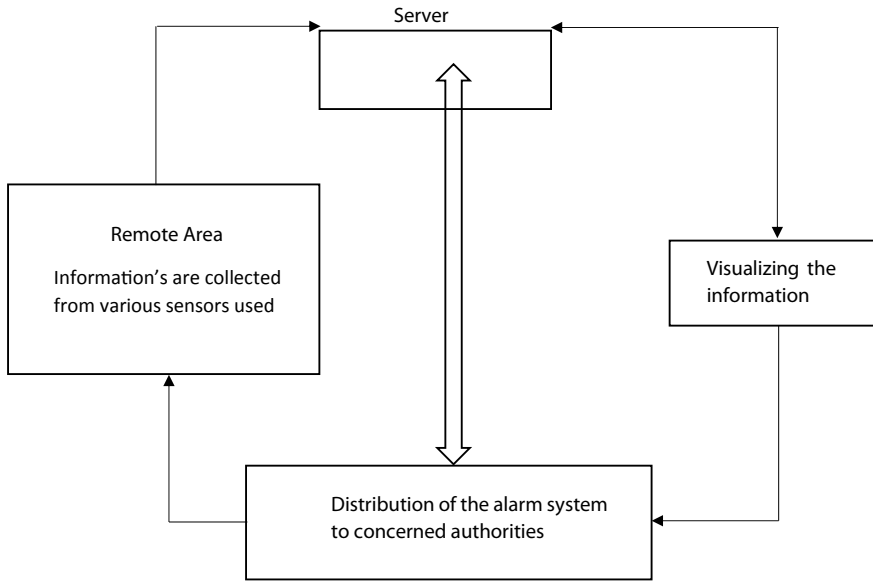 Server
Remote Area
Information’s are collected
from various sensors used
Visualizing the
information
Distribution of the alarm system
to concerned authorities